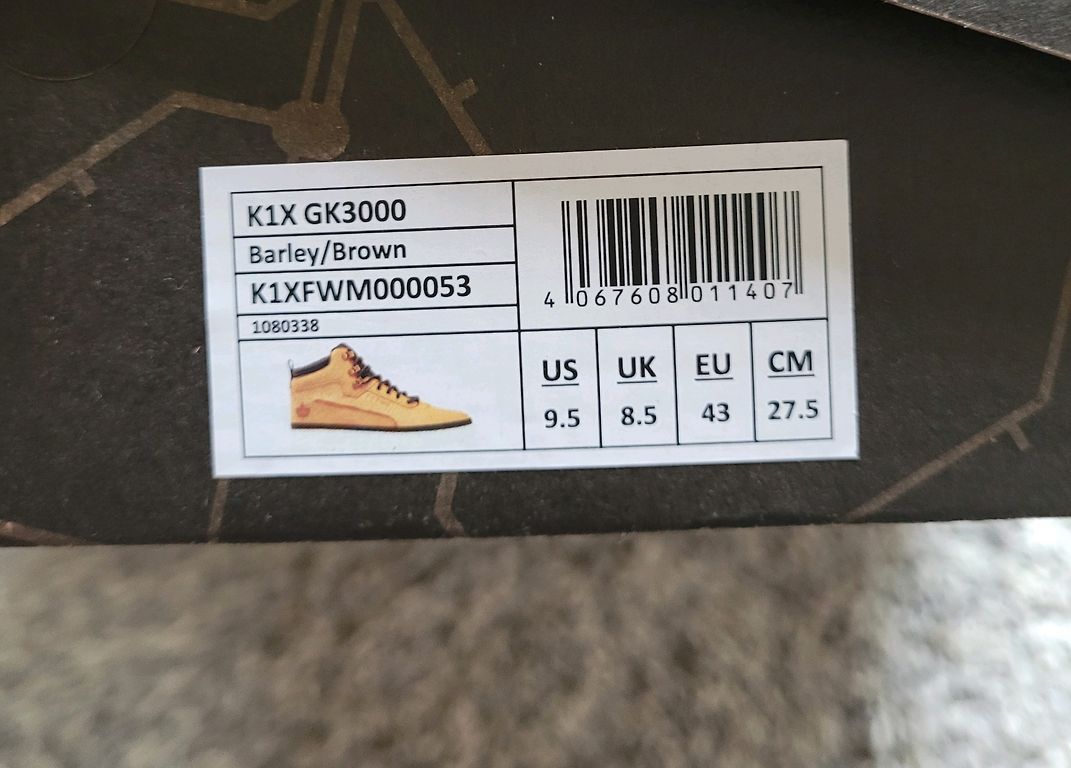 K1X GK3000
Barley/Brown
K1XFWM000053
1080338
4 067608 011407
US UK EU CM
9.5 8.5 43 27.5